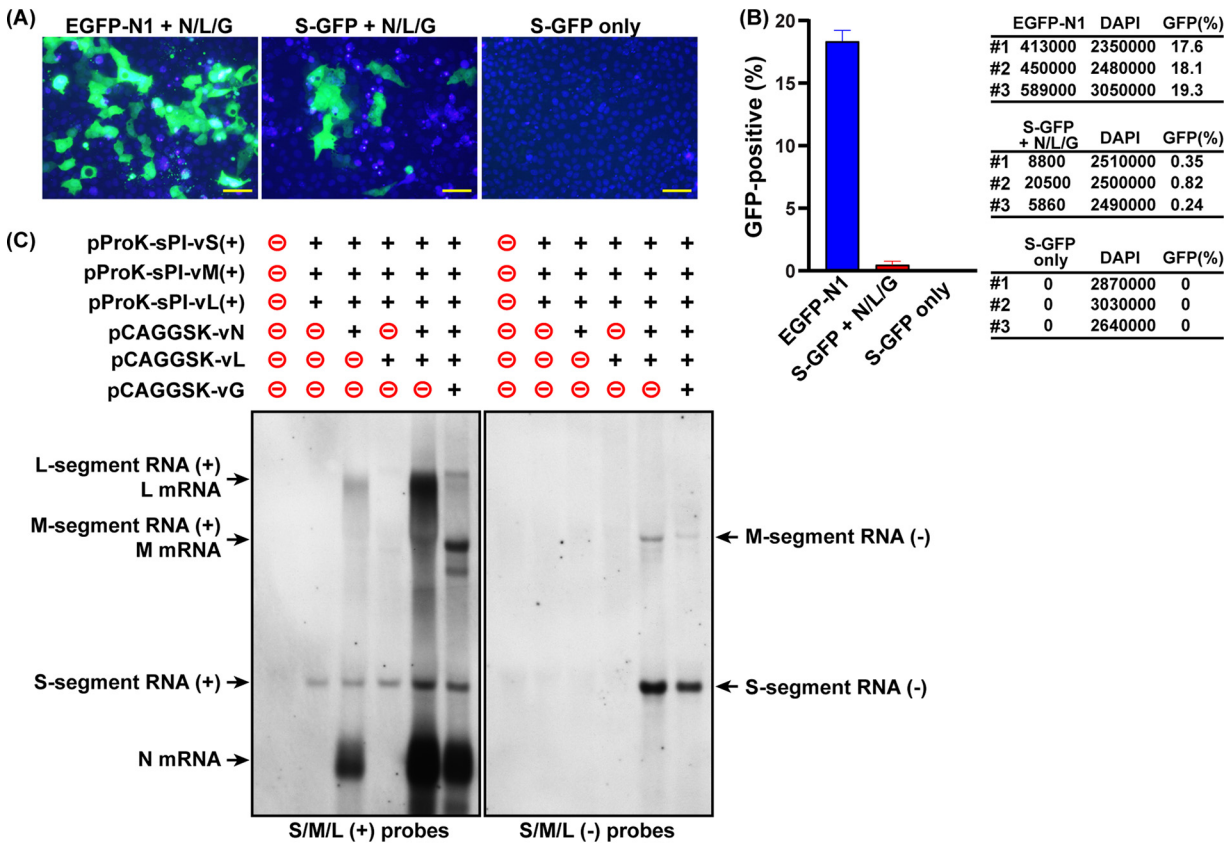 (A)
EGFP-N1 + N/L/G S-GFP + N/L/G S-GFP only
(B)
20
15
10
5
0
GFP-positive (%)
EGFP-N1
S-GFP + N/L/G
S-GFP only
EGFP-N1 DAPI GFP(%)
#1 413000 2350000 17.6
#2 450000 2480000 18.1
#3 589000 3050000 19.3
S-GFP
+ N/L/G DAPI GFP(%)
#1 8800 2510000 0.35
#2 20500 2500000 0.82
#3 5860 2490000 0.24
S-GFP
only DAPI GFP(%)
#1 0 2870000 0
#2 0 3030000 0
#3 0 2640000 0
(C)
pProK-sPI-vS(+) ⊖ + + + + + ⊖ + + + + +
pProK-sPI-vM(+) ⊖ + + + + + ⊖ + + + + +
pProK-sPI-vL(+) ⊖ + + + + + ⊖ + + + + +
pCAGGSK-vN ⊖ ⊖ + ⊖ + + ⊖ ⊖ + ⊖ + +
pCAGGSK-vL ⊖ ⊖ ⊖ + + + ⊖ ⊖ ⊖ + + +
pCAGGSK-vG ⊖ ⊖ ⊖ ⊖ ⊖ + ⊖ ⊖ ⊖ ⊖ ⊖ +
L-segment RNA (+)
L mRNA
M-segment RNA (+)
M mRNA
S-segment RNA (+)
N mRNA
M-segment RNA (-)
S-segment RNA (-)
S/M/L (+) probes S/M/L (-) probes